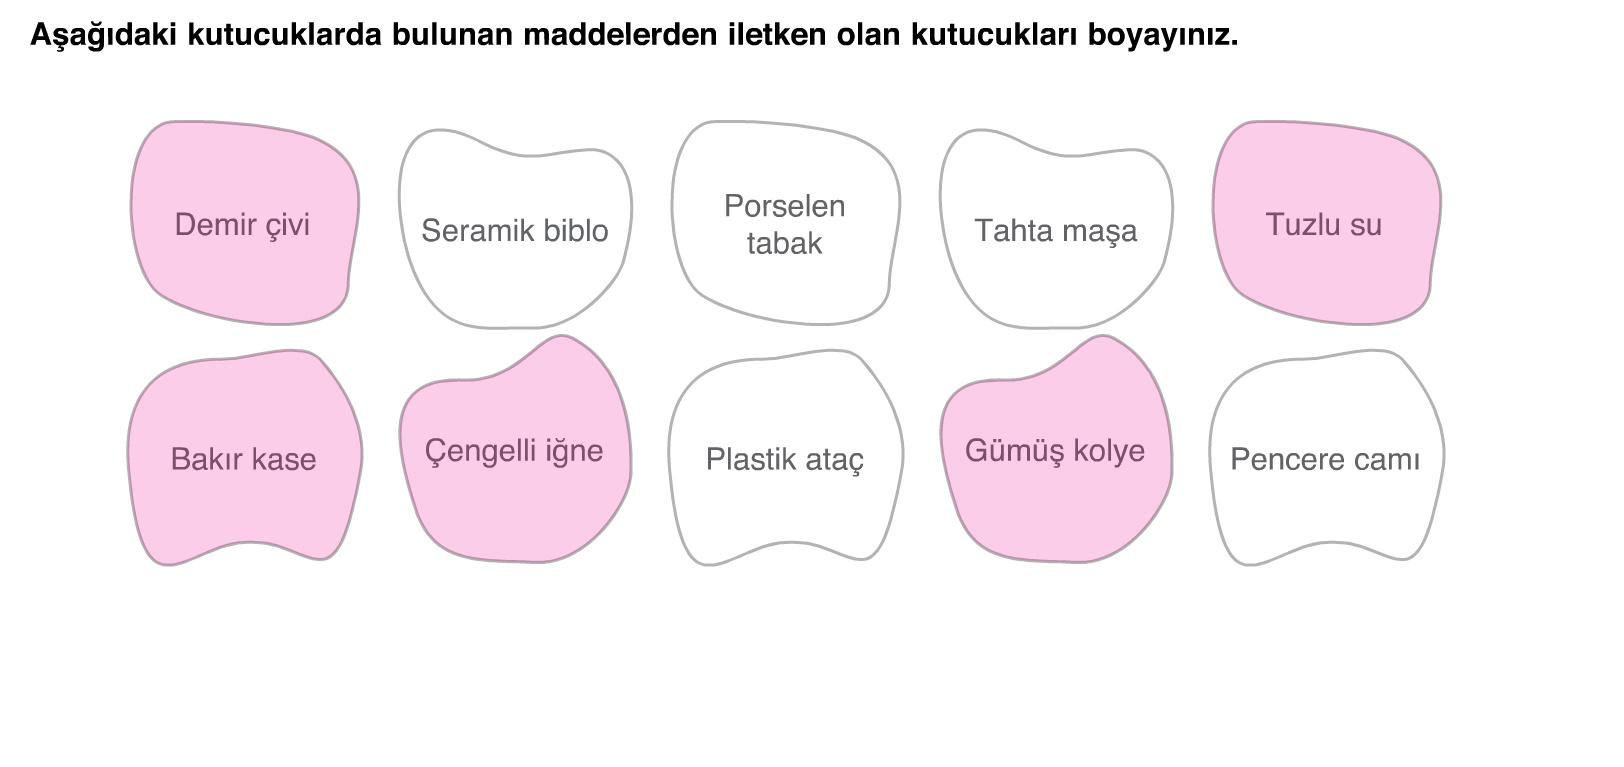 Aşağıdaki kutucuklarda bulunan maddelerden iletken olan kutucukları boyayınız.
Demir çivi
Seramik biblo
Porselen
tabak
Tahta maşa
Tuzlu su
Bakır kase
Çengelli iğne
Plastik ataç
Gümüş kolye
Pencere camı